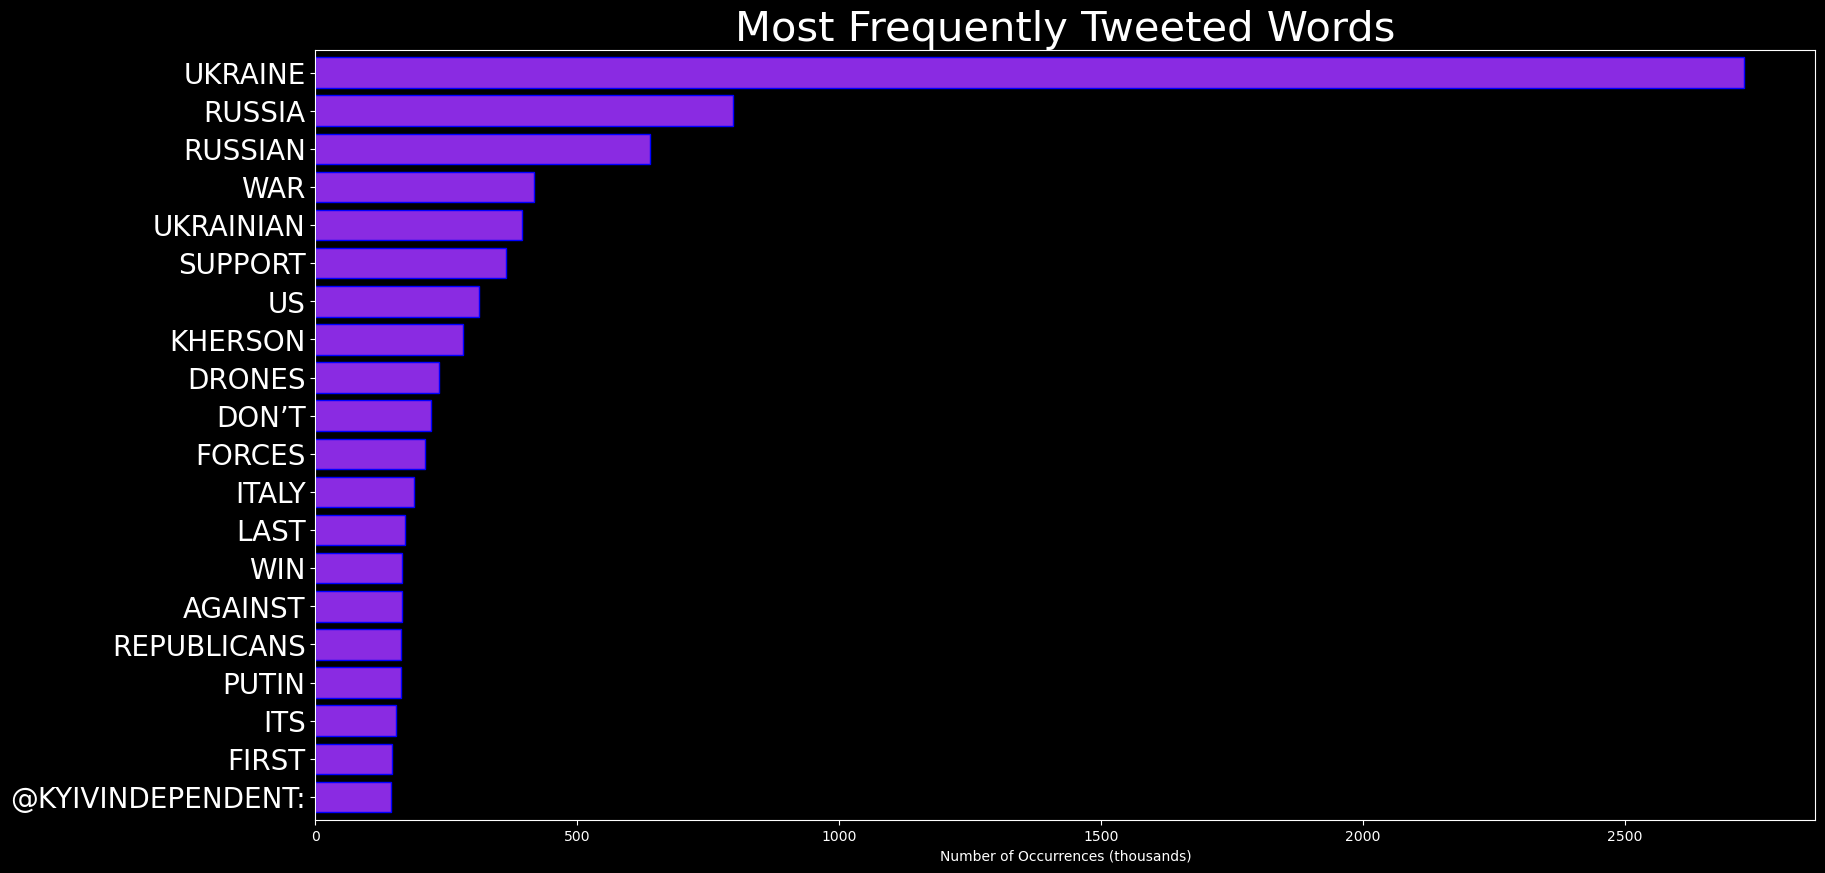 Most Frequently Tweeted Words
UKRAINE
RUSSIA
RUSSIAN
WAR
UKRAINIAN
SUPPORT
US
KHERSON
DRONES
DON’T
FORCES
ITALY
LAST
WIN
AGAINST
REPUBLICANS
PUTIN
ITS
FIRST
@KYIVINDEPENDENT:
0 500 1000 1500 2000 2500
Number of Occurrences (thousands)